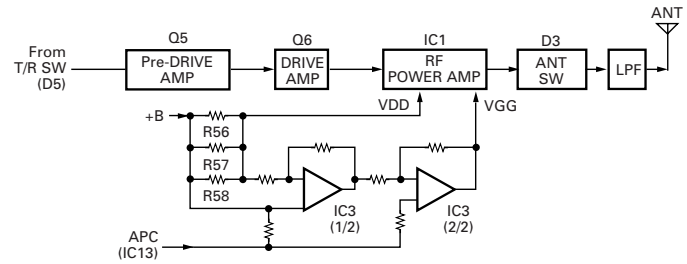 ANT
Q5
Q6
IC1
D3
From
T/R SW
(D5)
Pre-DRIVE
AMP
DRIVE
AMP
RF
POWER AMP
ANT
SW
LPF
VDD
VGG
+B
R56
R57
R58
IC3
(1/2)
IC3
(2/2)
APC
(IC13)